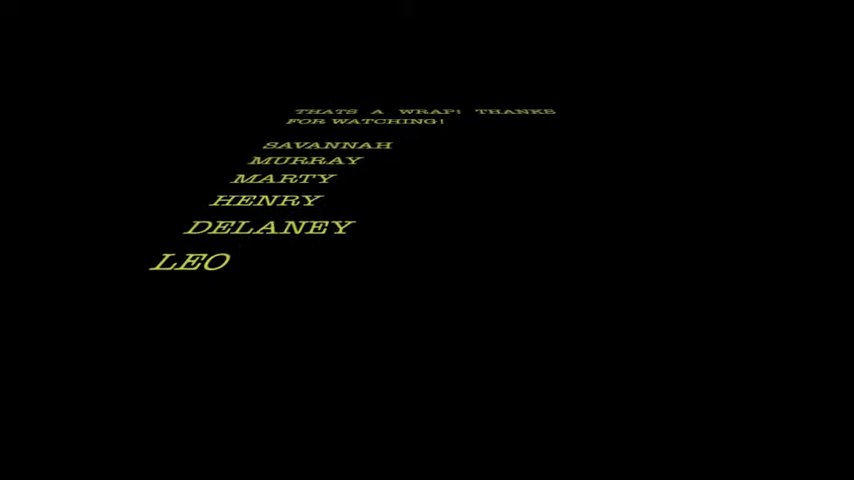 THATS A WRAP! THANKS
FOR WATCHING!
SAVANNAH
MURRAY
MARTY
HENRY
DELANEY
LEO